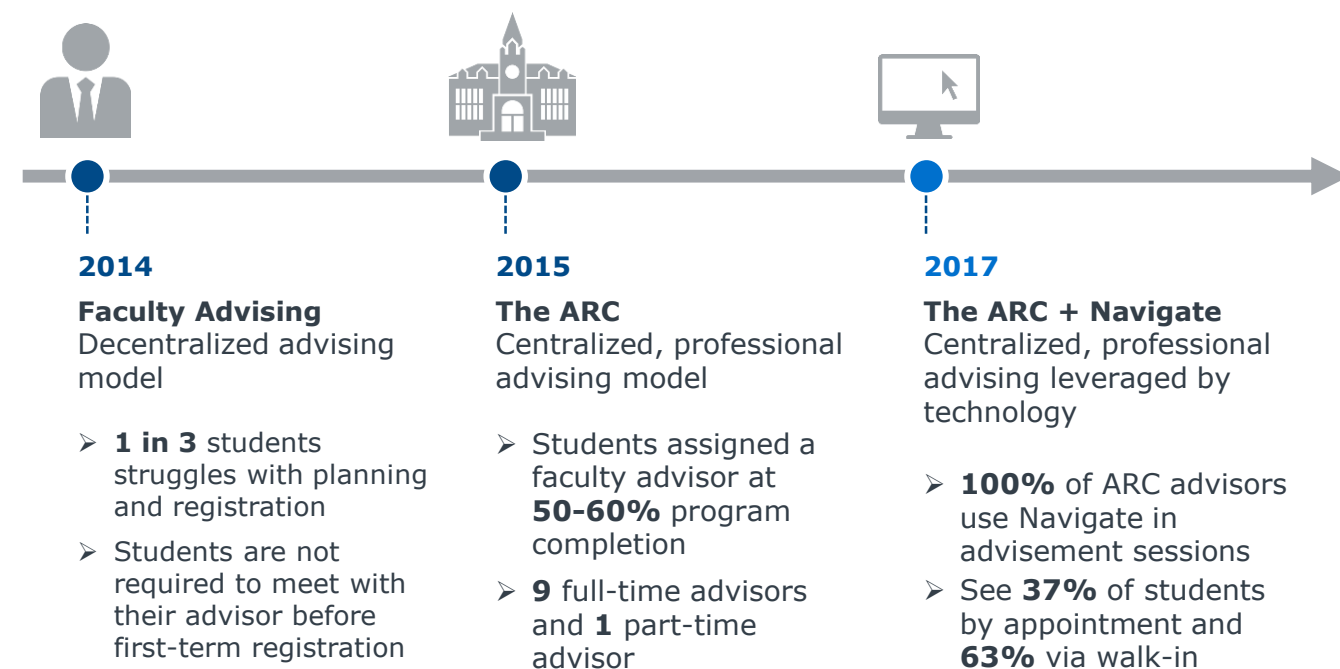 2014
Faculty Advising
Decentralized advising
model
➢ 1 in 3 students
struggles with planning
and registration
➢ Students are not
required to meet with
their advisor before
first-term registration
2015
The ARC
Centralized, professional
advising model
➢ Students assigned a
faculty advisor at
50-60% program
completion
➢ 9 full-time advisors
and 1 part-time
advisor
2017
The ARC + Navigate
Centralized, professional
advising leveraged by
technology
➢ 100% of ARC advisors
use Navigate in
advisement sessions
➢ See 37% of students
by appointment and
63% via walk-in